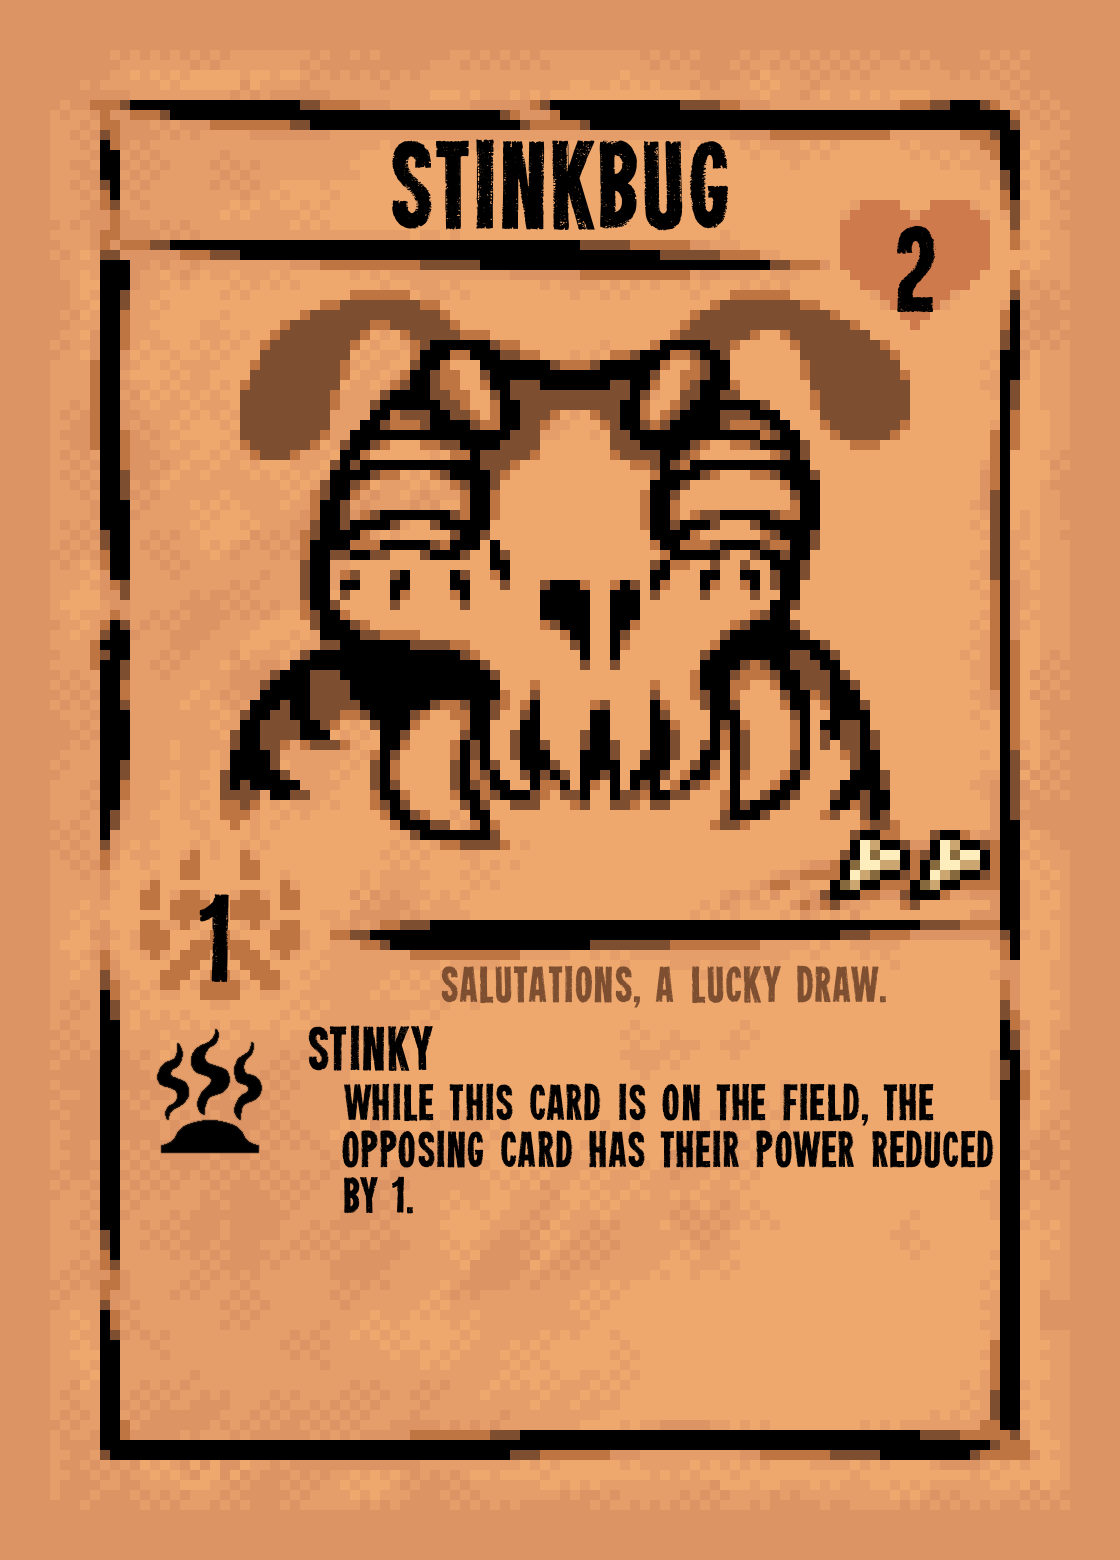 STINKBUG
2
1
SALUTATIONS, A LUCKY DRAW.
STINKY
WHILE THIS CARD IS ON THE FIELD, THE
OPPOSING CARD HAS THEIR POWER REDUCED
BY 1.